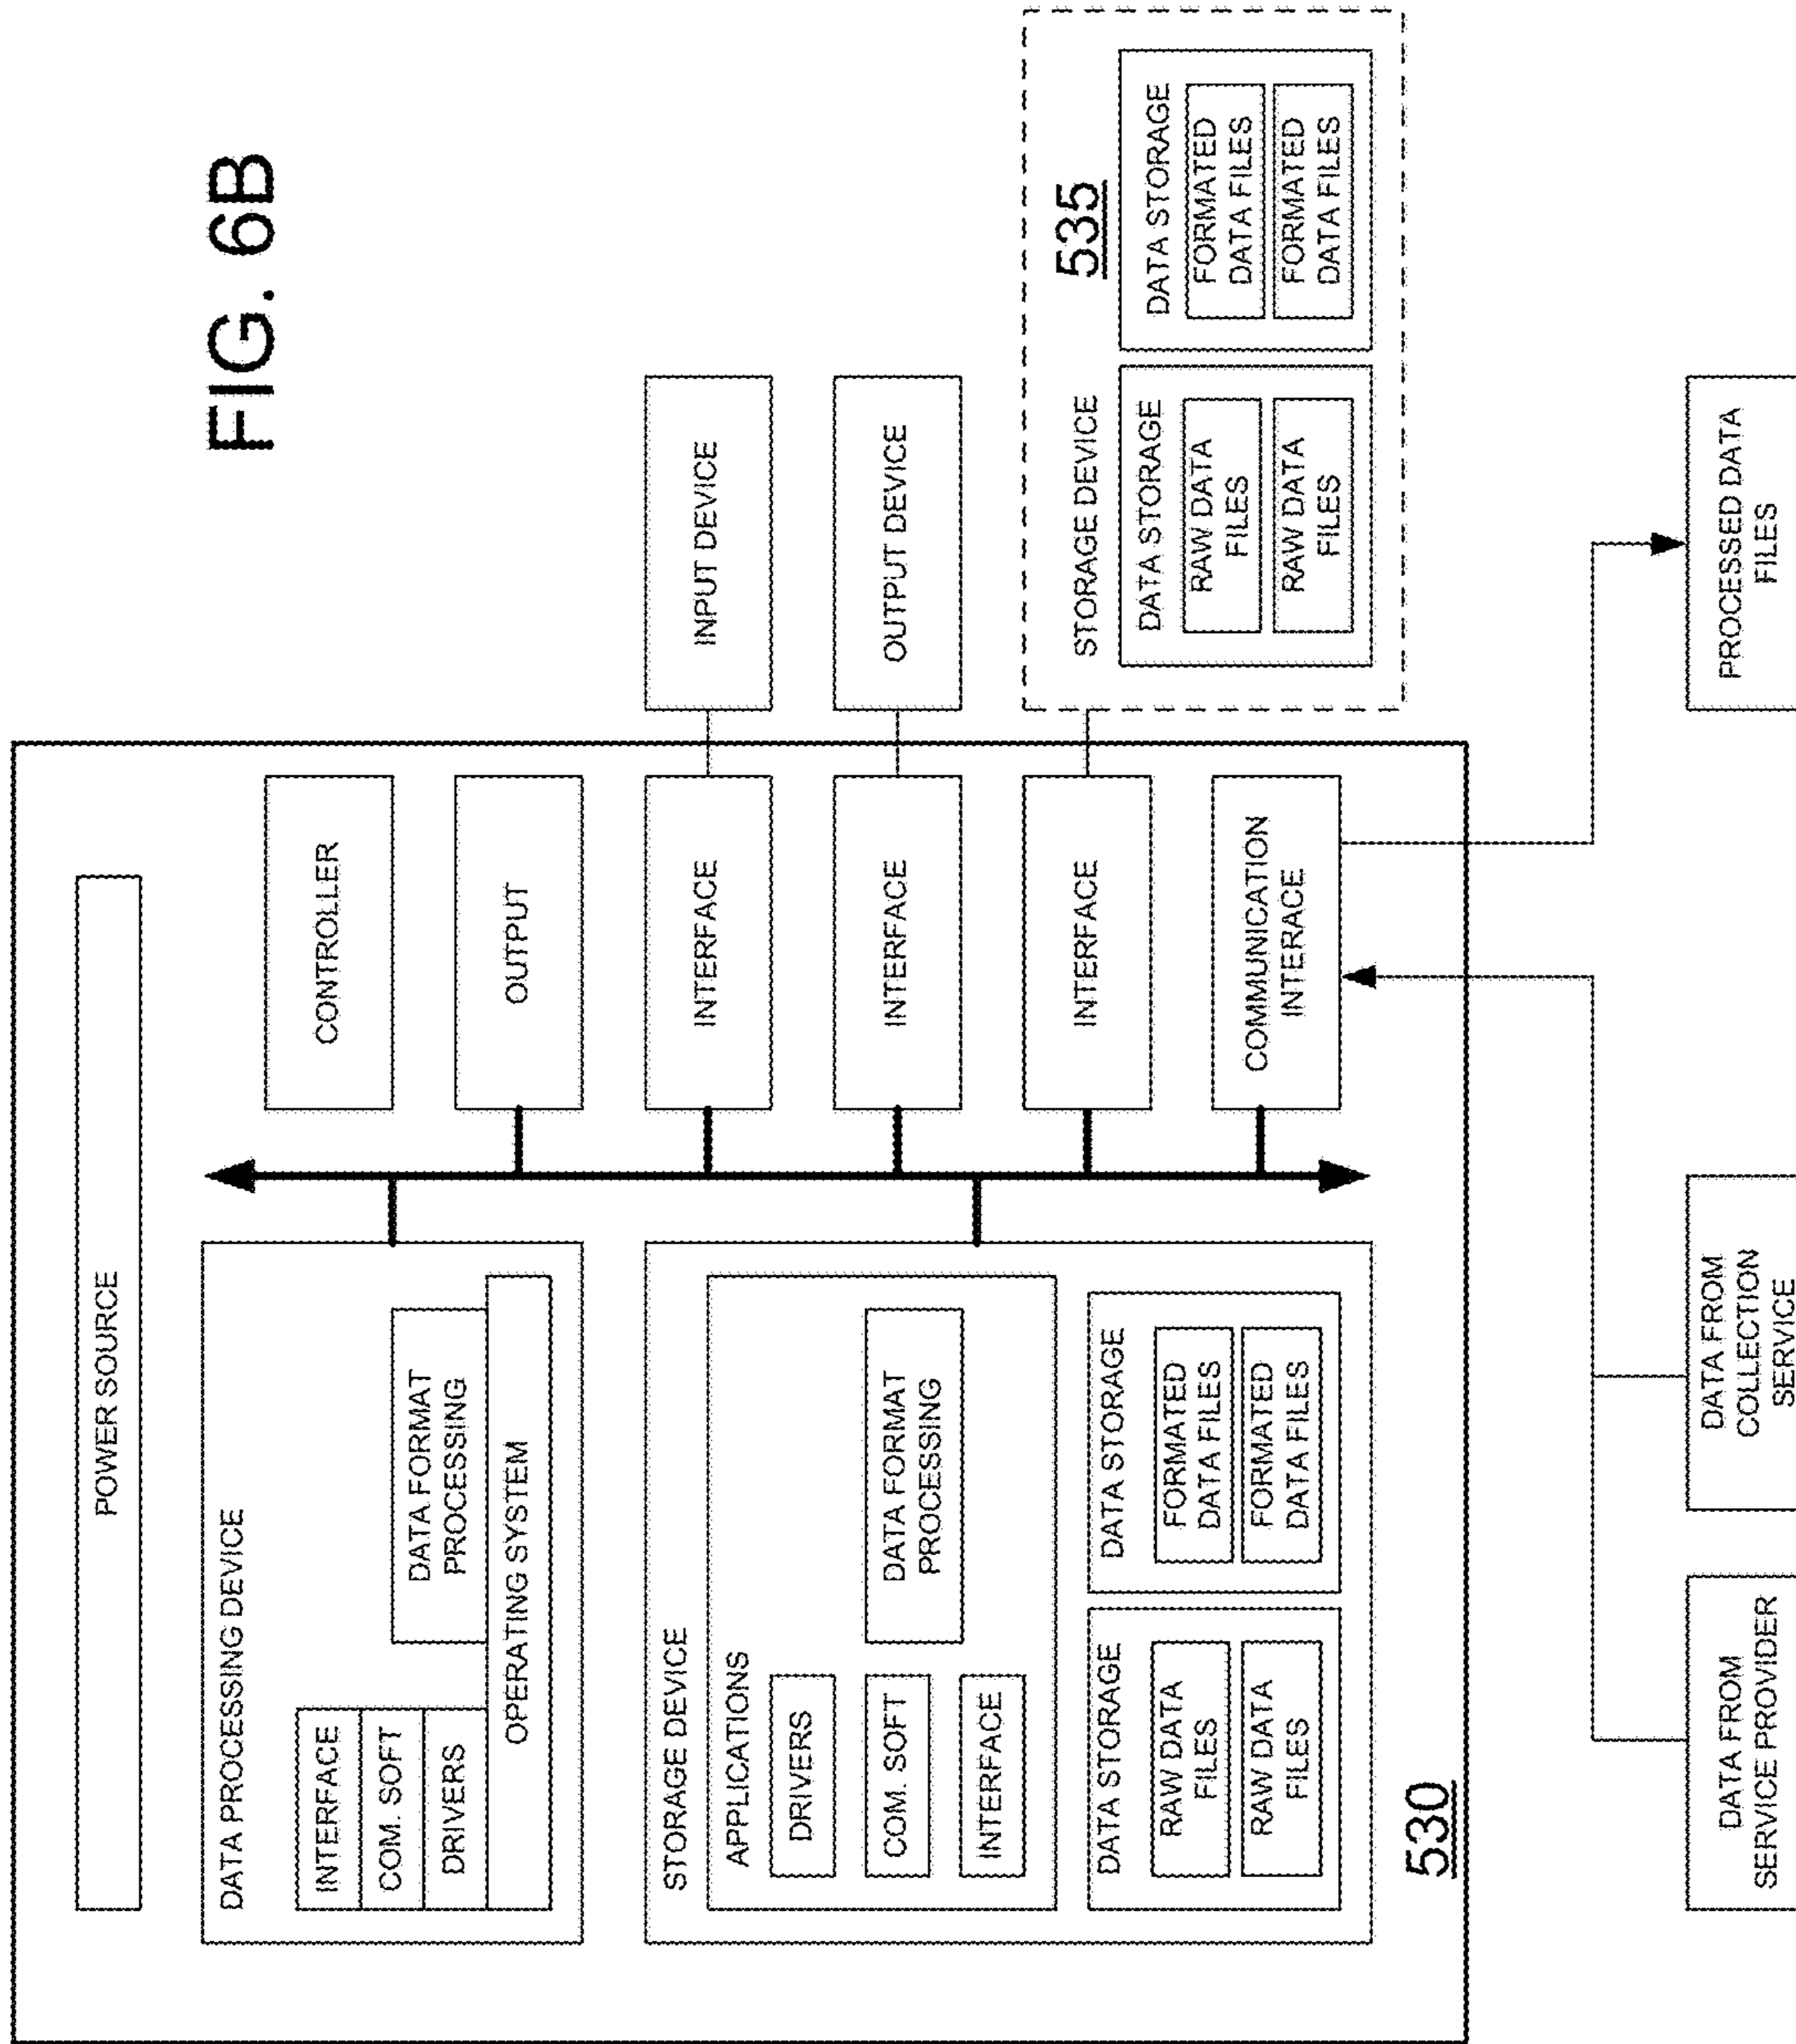 FIG. 6B
POWER SOURCE
DATA PROCESSING DEVICE
INTERFACE
COM. SOFT
DRIVERS
DATA FORMAT
PROCESSING
OPERATING SYSTEM
STORAGE DEVICE
APPLICATIONS
DRIVERS
COM. SOFT
INTERFACE
DATA FORMAT
PROCESSING
DATA STORAGE
RAW DATA
FILES
RAW DATA
FILES
DATA STORAGE
FORMATED
DATA FILES
FORMATED
DATA FILES
530
CONTROLLER
OUTPUT
INTERFACE
INTERFACE
INTERFACE
COMMUNICATION
INTERACE
INPUT DEVICE
OUTPUT DEVICE
STORAGE DEVICE
535
DATA STORAGE
RAW DATA
FILES
RAW DATA
FILES
DATA STORAGE
FORMATED
DATA FILES
FORMATED
DATA FILES
DATA FROM
SERVICE PROVIDER
DATA FROM
COLLECTION
SERVICE
PROCESSED DATA
FILES